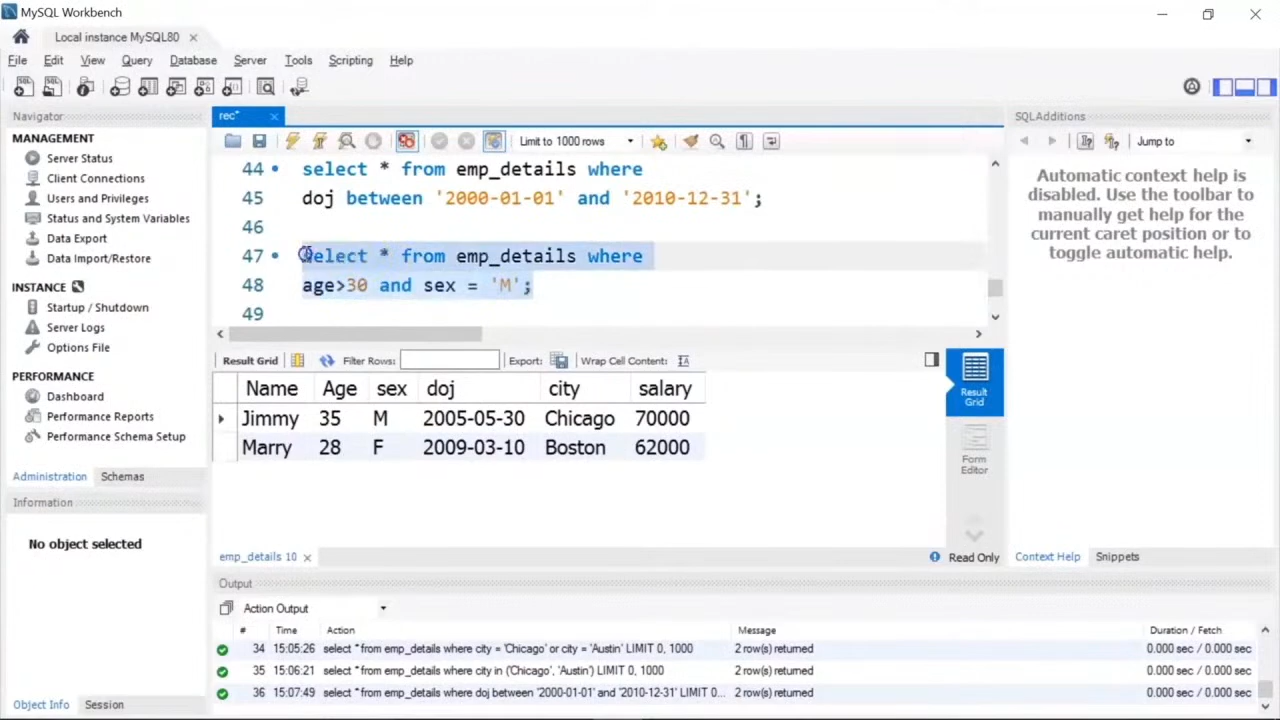 MySQL Workbench
Local instance MySQL80
File Edit View Query Database Server Tools Scripting Help
Navigator
MANAGEMENT
Server Status
Client Connections
Users and Privileges
Status and System Variables
Data Export
Data Import/Restore
INSTANCE
Startup / Shutdown
Server Logs
Options File
PERFORMANCE
Dashboard
Performance Reports
Performance Schema Setup
Administration Schemas
Information
No object selected
Object Info Session
rec*
Limit to 1000 rows
44 select * from emp_details where
45 doj between '2000-01-01' and '2010-12-31';
46
47 select * from emp_details where
48 age>30 and sex = 'M';
49
Result Grid Filter Rows: Export: Wrap Cell Content:
Name Age sex doj city salary
Jimmy 35 M 2005-05-30 Chicago 70000
Marry 28 F 2009-03-10 Boston 62000
Result
Grid
Form
Editor
emp_details 10 Read Only
Output
Action Output
# Time Action Message Duration / Fetch
34 15:05:26 select * from emp_details where city = 'Chicago' or city = 'Austin' LIMIT 0, 1000 2 row(s) returned 0.000 sec / 0.000 sec
35 15:06:21 select * from emp_details where city in ('Chicago', 'Austin') LIMIT 0, 1000 2 row(s) returned 0.000 sec / 0.000 sec
36 15:07:49 select * from emp_details where doj between '2000-01-01' and '2010-12-31' LIMIT 0... 2 row(s) returned 0.000 sec / 0.000 sec
SQLAdditions
Jump to
Automatic context help is
disabled. Use the toolbar to
manually get help for the
current caret position or to
toggle automatic help.
Context Help Snippets